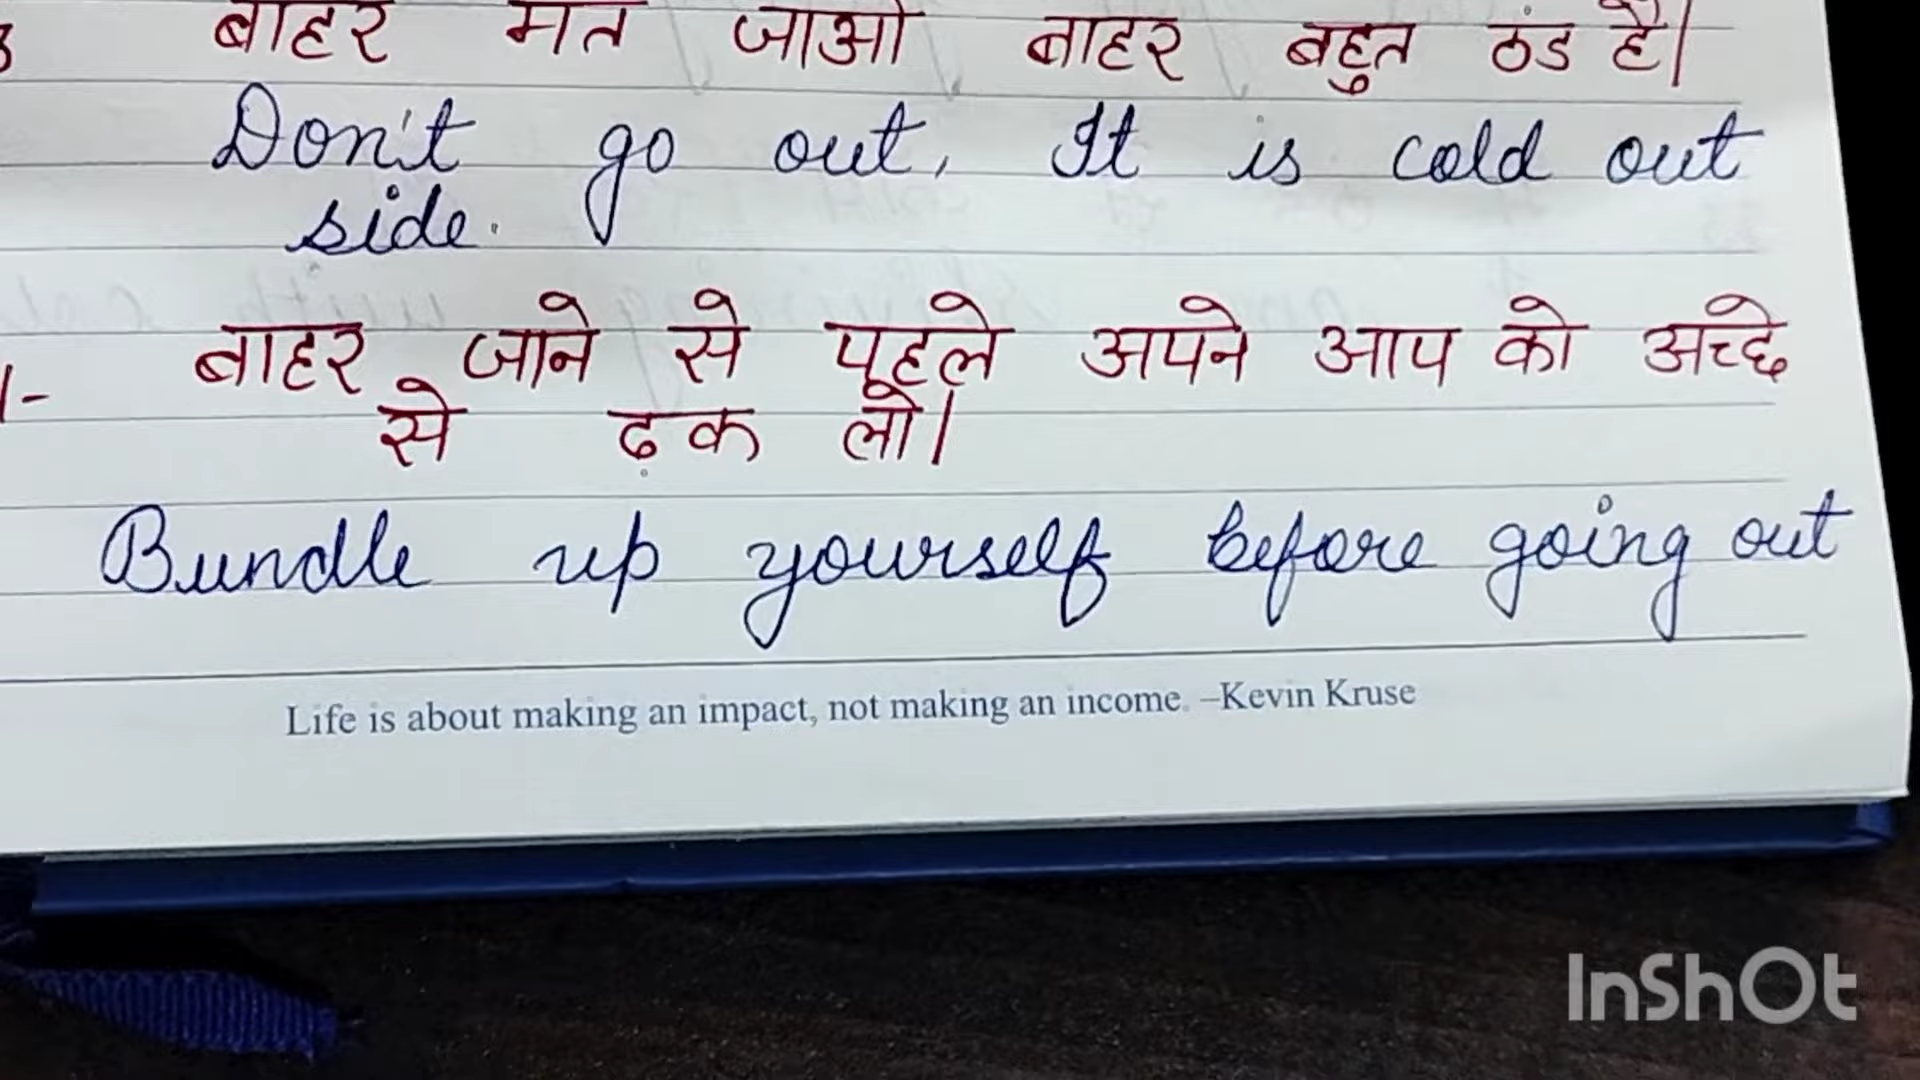 बाहर मत जाओ बाहर बहुत ठंड है।
Don't go out, It is cold out
side.
बाहर जाने से पहले अपने आप को अच्छे
से ढ़क लो।
Bundle up yourself before going out
Life is about making an impact, not making an income. –Kevin Kruse
InShOt